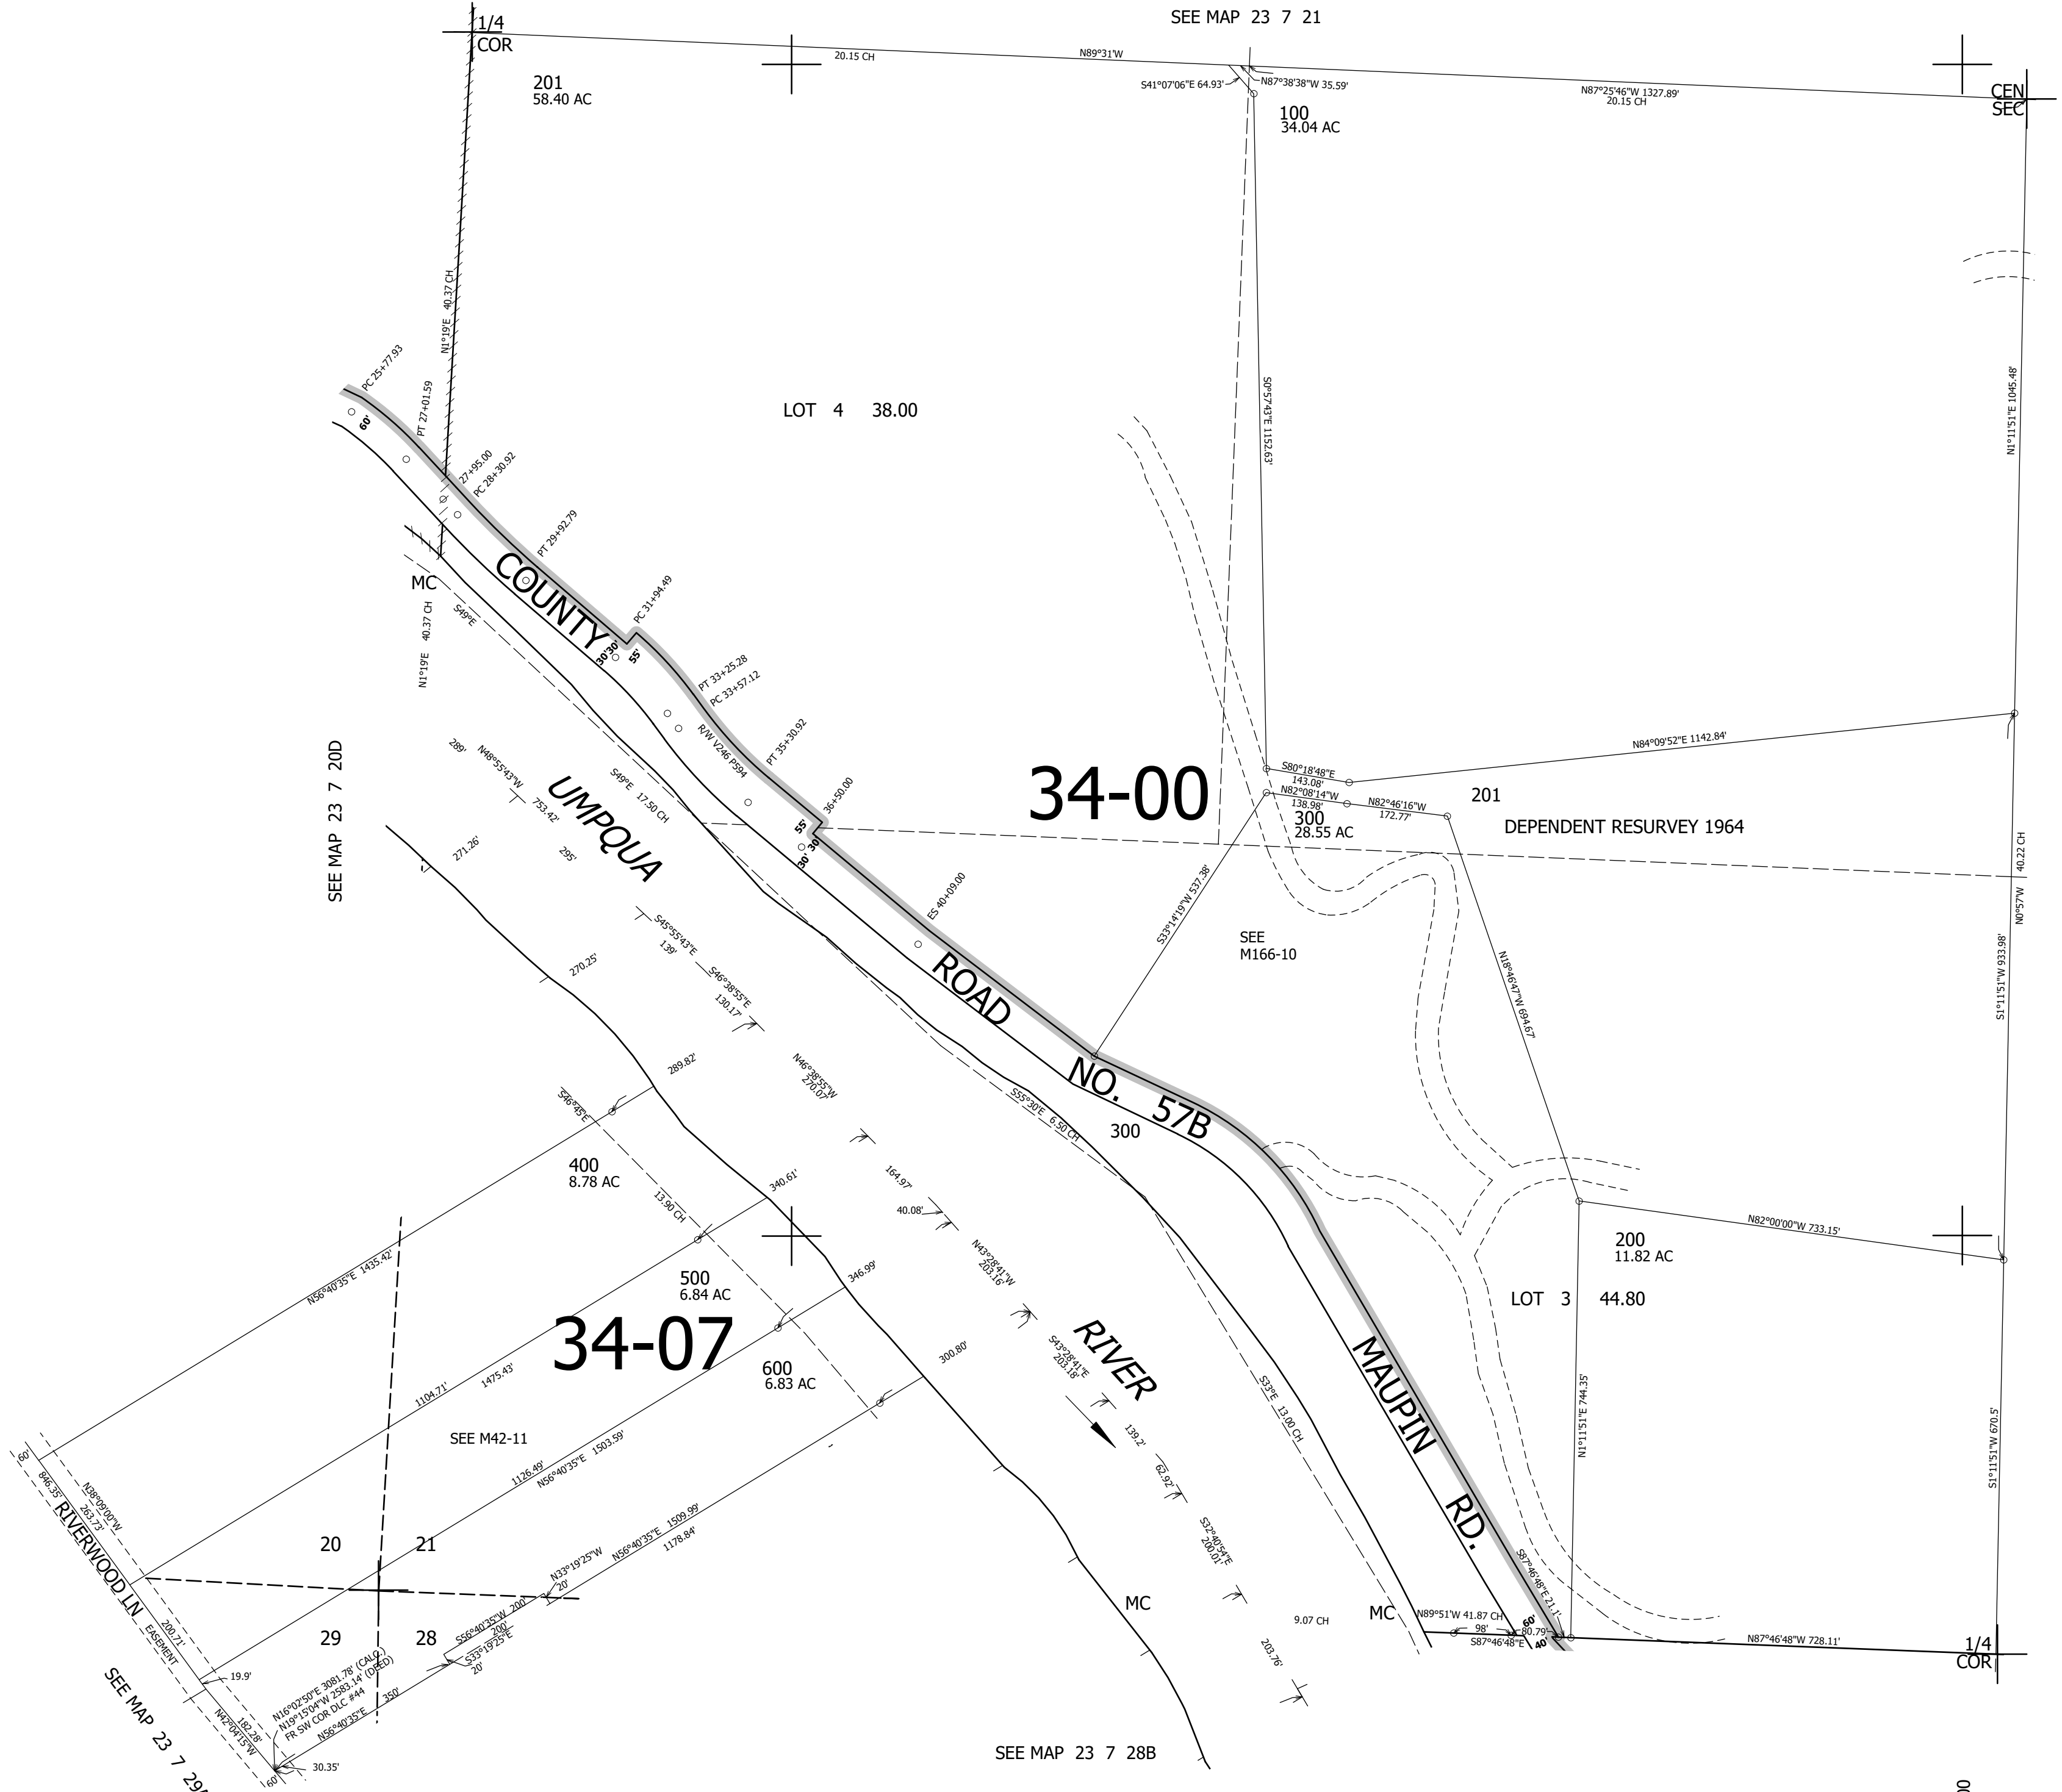 SEE MAP 23 7 21
1/4
COR
20.15 CH
N89°31'W
201
58.40 AC
S41°07'06"E 64.93'
N87°38'38"W 35.59'
N87°25'46"W 1327.89'
20.15 CH
CEN
SEC
100
34.04 AC
N1°19'E 40.37 CH
PC 25+77.93
60'
PT 27+01.59
27+95.00
PC 28+30.92
PT 29+92.79
LOT 4 38.00
S0°57'43"E 1152.63'
N1°11'51"E 1045.48'
MC
COUNTY
N1°19'E 40.37 CH
S49°E
30'30'
55'
PC 31+94.49
PT 33+25.28
PC 33+57.12
R/W V246 P594
PT 35+30.92
36+50.00
55'
30' 30'
SEE MAP 23 7 20D
289'
N48°55'43"W
753.42'
295'
UMPQUA
S49°E 17.50 CH
34-00
S80°18'48"E
143.08'
N84°09'52"E 1142.84'
N82°08'14"W
138.98'
N82°46'16"W
172.77'
201
300
28.55 AC
DEPENDENT RESURVEY 1964
40.22 CH
N0°57'W
271.26'
270.25'
S45°55'43"E
139'
S46°38'55"E
130.17'
ES 40+09.00
ROAD
S33°14'19"W 537.38'
SEE
M166-10
N18°46'47"W 694.67'
S1°11'51"W 933.98'
289.82'
N46°38'55"W
270.07'
S46°45'E
S55°30'E 6.50 CH
NO. 57B
300
400
8.78 AC
13.90 CH
340.61'
164.97'
40.08'
N43°28'41"W
203.16'
200
11.82 AC
N82°00'00"W 733.15'
N56°40'35"E 1435.42'
500
6.84 AC
346.99'
34-07
LOT 3 44.80
RIVER
S43°28'41"E
203.18'
MAUPIN
600
6.83 AC
300.80'
1104.71'
1475.43'
S33°E 13.00 CH
N1°11'51"E 744.35'
S1°11'51"W 670.5'
SEE M42-11
139.2'
62.92'
60'
846.35'
N38°09'00"W
263.73'
1126.49'
N56°40'35"E 1503.59'
RD.
RIVERWOOD LN
20
21
N56°40'35"E 1509.99'
1178.84'
S32°40'54"E
200.01'
S87°46'48"E 21.1'
N33°19'25"W
20'
200.71'
EASEMENT
29
28
S56°40'35"W 200'
200'
S33°19'25"E
20'
MC
9.07 CH
MC
N89°51'W 41.87 CH
98'
S87°46'48"E
80.79'
60'
40'
N87°46'48"W 728.11'
1/4
COR
203.76'
19.9'
SEE MAP 23 7
N16°02'50"E 3081.78' (CALC.)
N19°15'04"W 2583.14' (DEED)
FR SW COR DLC #44
N56°40'35"E 350'
182.28'
N42°04'15"W
30.35'
60'
SEE MAP 23 7 28B